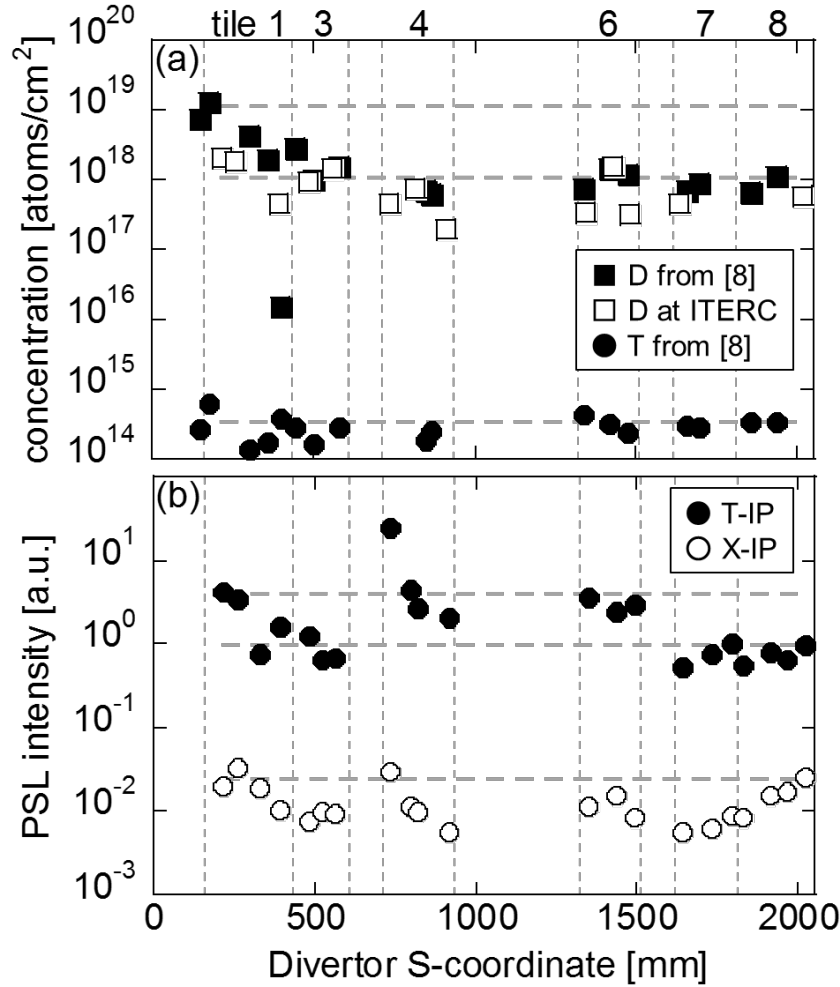 tile 1 3 4 6 7 8
(a)
10^20
10^19
10^18
10^17
10^16
10^15
10^14
concentration [atoms/cm^2]
D from [8]
D at ITERC
T from [8]
(b)
10^1
10^0
10^-1
10^-2
10^-3
PSL intensity [a.u.]
T-IP
X-IP
0 500 1000 1500 2000
Divertor S-coordinate [mm]